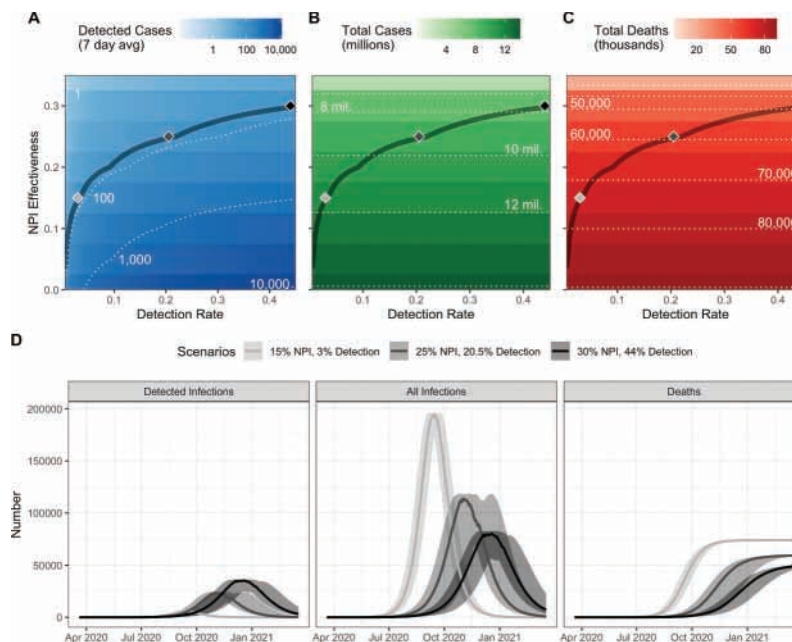 A
Detected Cases
(7 day avg)
1 100 10,000
B
Total Cases
(millions)
4 8 12
C
Total Deaths
(thousands)
20 50 80
NPI Effectiveness
0.3
0.2
0.1
0.0
1
100
1,000
10,000
0.1 0.2 0.3 0.4
Detection Rate
8 mil.
10 mil.
12 mil.
0.1 0.2 0.3 0.4
Detection Rate
50,000
60,000
70,000
80,000
0.1 0.2 0.3 0.4
Detection Rate
D
Scenarios 15% NPI, 3% Detection 25% NPI, 20.5% Detection 30% NPI, 44% Detection
Detected Infections All Infections Deaths
Number
200000
150000
100000
50000
0
Apr 2020 Jul 2020 Oct 2020 Jan 2021
Apr 2020 Jul 2020 Oct 2020 Jan 2021
Apr 2020 Jul 2020 Oct 2020 Jan 2021